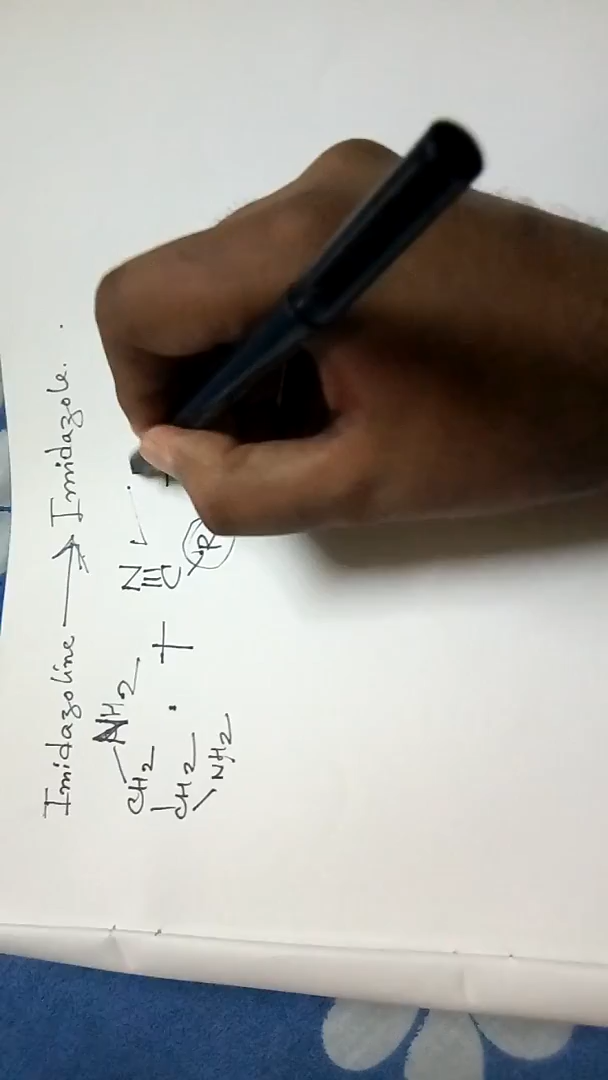 Imidazoline → Imidazole.
CH2 NH2 N
CH2 + C
NH2 R